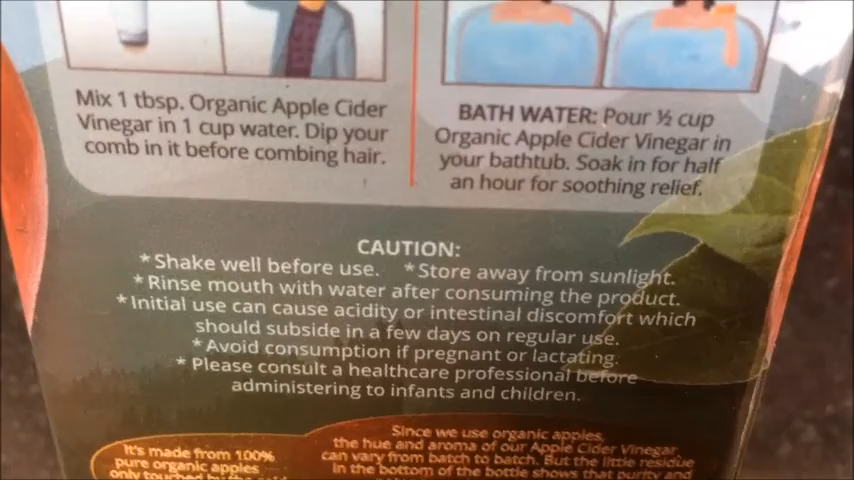 Mix 1 tbsp. Organic Apple Cider
Vinegar in 1 cup water. Dip your
comb in it before combing hair.
BATH WATER: Pour ½ cup
Organic Apple Cider Vinegar in
your bathtub. Soak in for half
an hour for soothing relief.
CAUTION:
*Shake well before use. *Store away from sunlight.
*Rinse mouth with water after consuming the product.
*Initial use can cause acidity or intestinal discomfort which
should subside in a few days on regular use.
*Avoid consumption if pregnant or lactating.
*Please consult a healthcare professional before
administering to infants and children.
It's made from 100%
pure organic apples
only touched by the
Since we use organic apples,
the hue and aroma of our Apple Cider Vinegar
can vary from batch to batch. But the little residue
in the bottom of the bottle shows that purity and